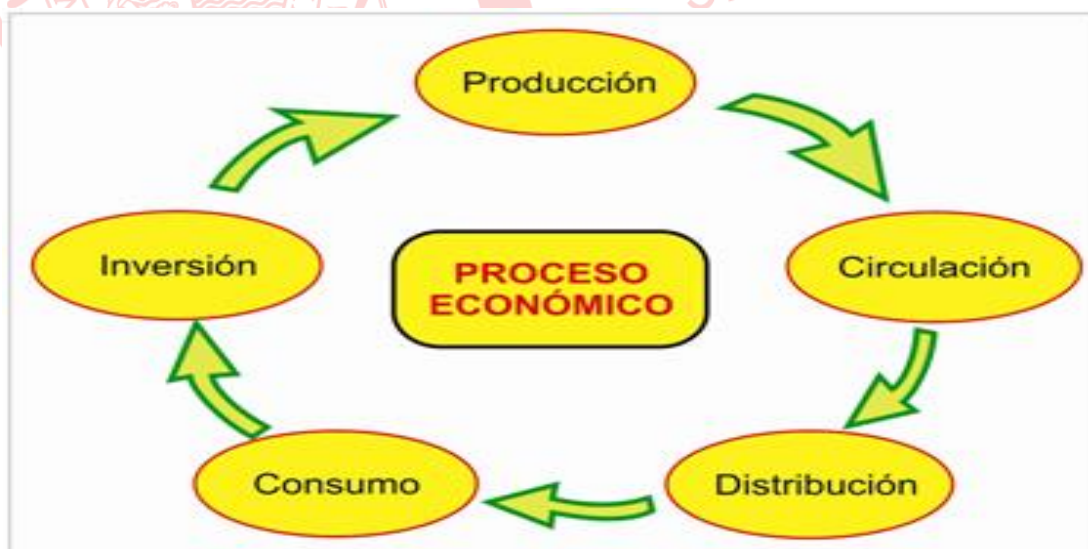 Producción
Inversión
PROCESO
ECONÓMICO
Circulación
Consumo
Distribución